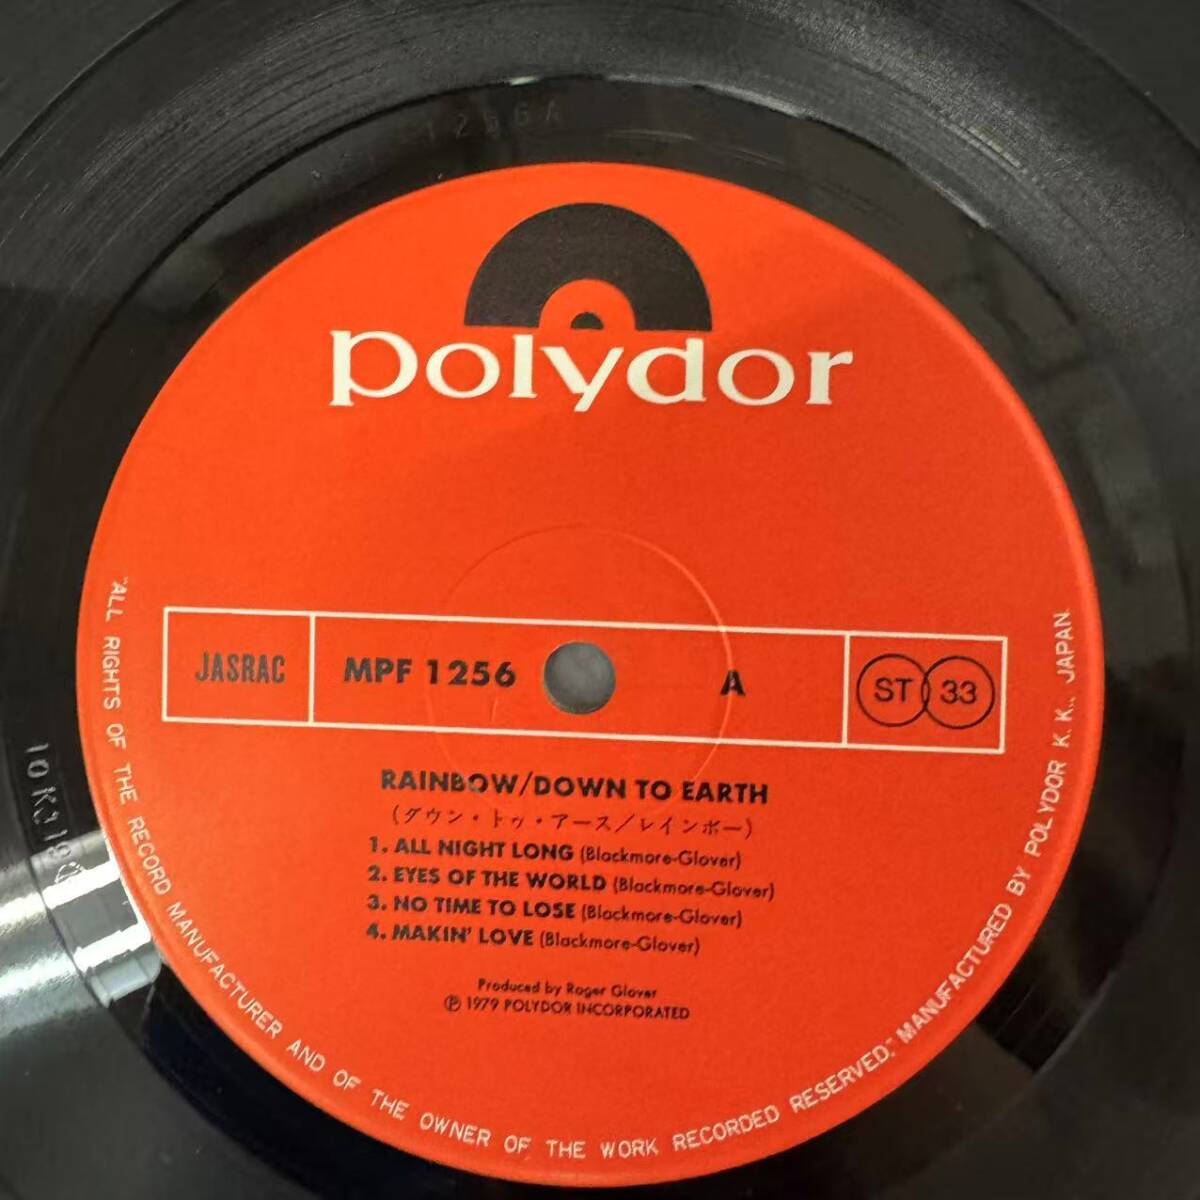 1256A
polydor
JASRAC
MPF 1256
A
ST 33
RAINBOW/DOWN TO EARTH
(ダウン・トゥ・アース/レインボー)
1. ALL NIGHT LONG (Blackmore-Glover)
2. EYES OF THE WORLD (Blackmore-Glover)
3. NO TIME TO LOSE (Blackmore-Glover)
4. MAKIN' LOVE (Blackmore-Glover)
Produced by Roger Glover
℗ 1979 POLYDOR INCORPORATED
"ALL RIGHTS OF THE RECORD MANUFACTURER AND OF THE OWNER OF THE WORK RECORDED RESERVED." MANUFACTURED BY POLYDOR K. K., JAPAN